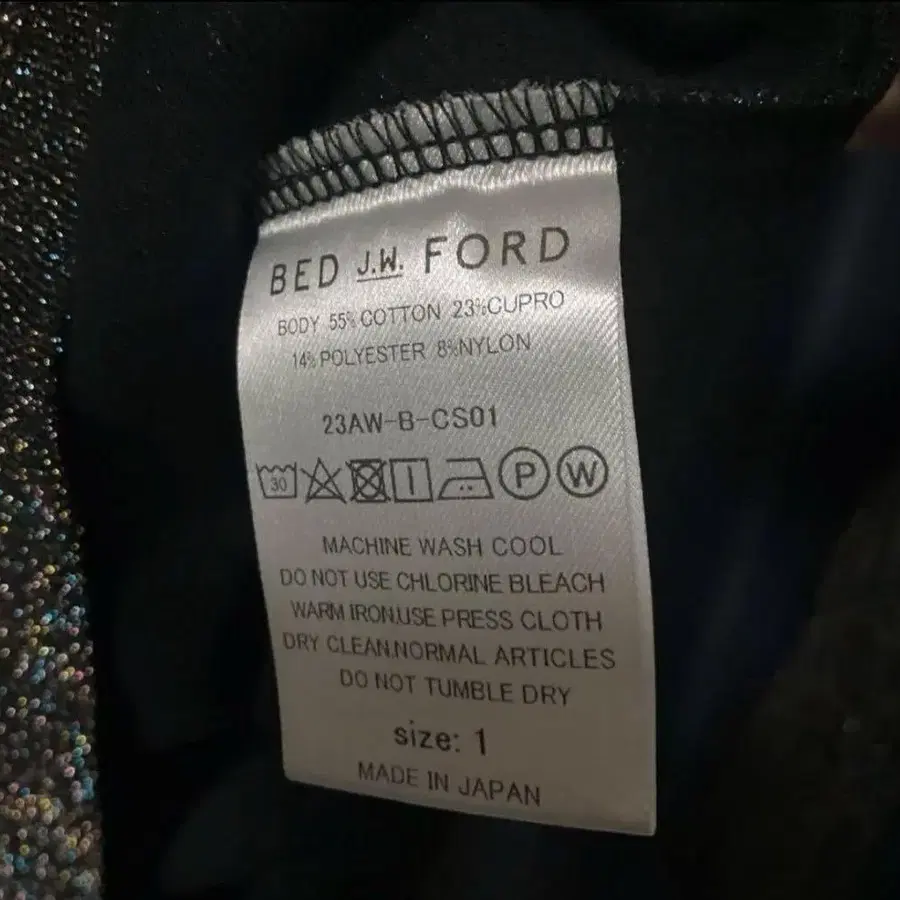 BED J.W. FORD
BODY 55%COTTON 23%CUPRO
14%POLYESTER 8%NYLON
23AW-B-CS01
30 P W
MACHINE WASH COOL
DO NOT USE CHLORINE BLEACH
WARM IRON.USE PRESS CLOTH
DRY CLEAN.NORMAL ARTICLES
DO NOT TUMBLE DRY
size: 1
MADE IN JAPAN